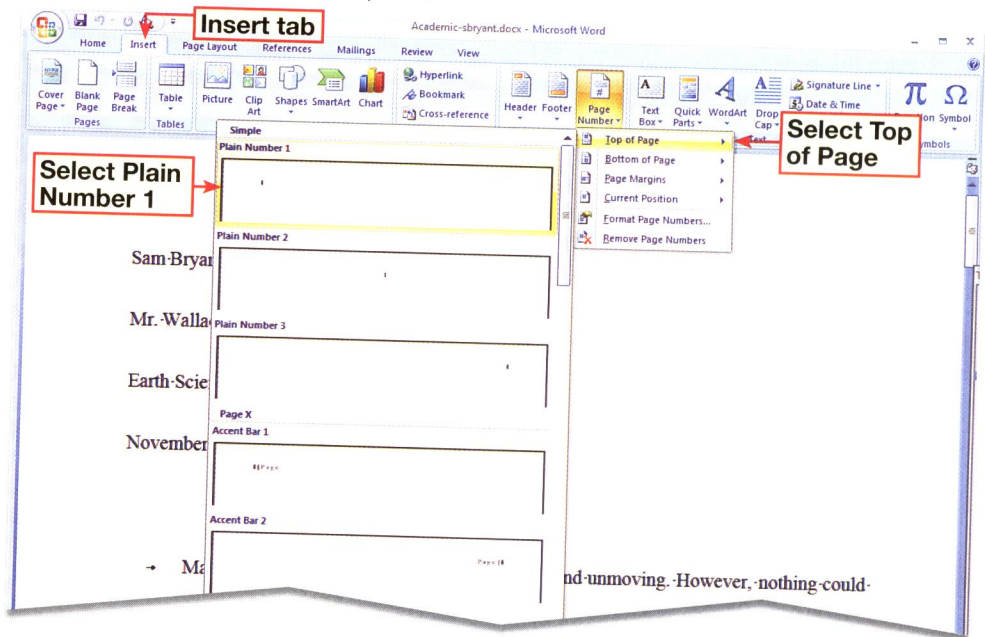 Insert tab
Academic-sbryant.docx - Microsoft Word
Home Insert Page Layout References Mailings Review View
Cover Page Blank Page Page Break Table Picture Clip Art Shapes SmartArt Chart
Hyperlink
Bookmark
Cross-reference
Header Footer Page Number Text Box Quick Parts WordArt Drop Cap
Signature Line
Date & Time
Symbol
Pages Tables
Select Top of Page
Top of Page
Bottom of Page
Page Margins
Current Position
Format Page Numbers...
Remove Page Numbers
Select Plain
Number 1
Simple
Plain Number 1
Plain Number 2
Plain Number 3
Page X
Accent Bar 1
Accent Bar 2
Sam·Bryan
Mr.·Walla
Earth·Scie
November
Ma
nd·unmoving.·However,·nothing·could·